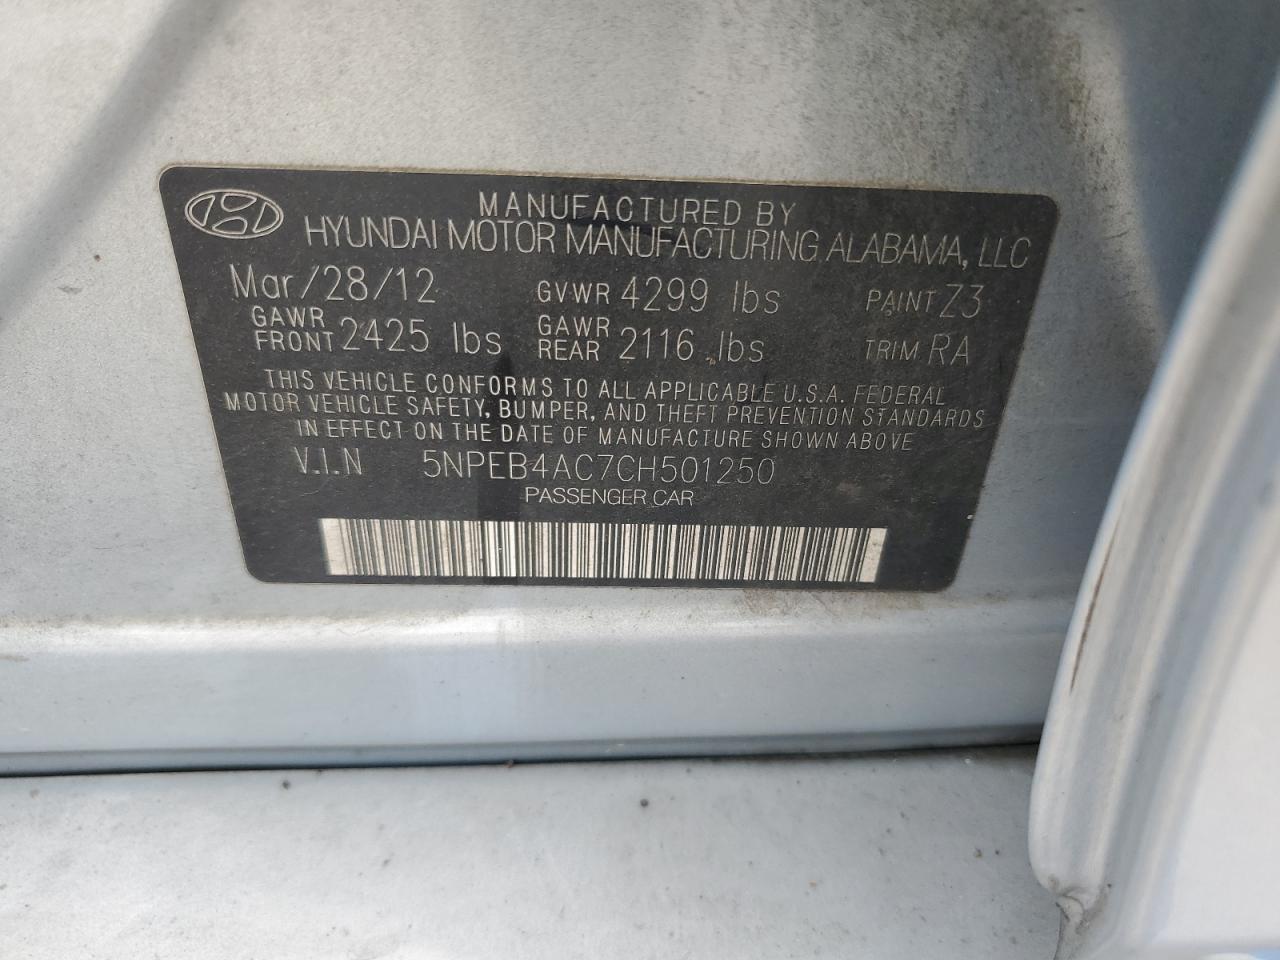 MANUFACTURED BY
HYUNDAI MOTOR MANUFACTURING ALABAMA, LLC
Mar/28/12 GVWR 4299 lbs PAINT Z3
GAWR FRONT 2425 lbs GAWR REAR 2116 lbs TRIM RA
THIS VEHICLE CONFORMS TO ALL APPLICABLE U.S.A. FEDERAL
MOTOR VEHICLE SAFETY, BUMPER, AND THEFT PREVENTION STANDARDS
IN EFFECT ON THE DATE OF MANUFACTURE SHOWN ABOVE
V.I.N 5NPEB4AC7CH501250
PASSENGER CAR